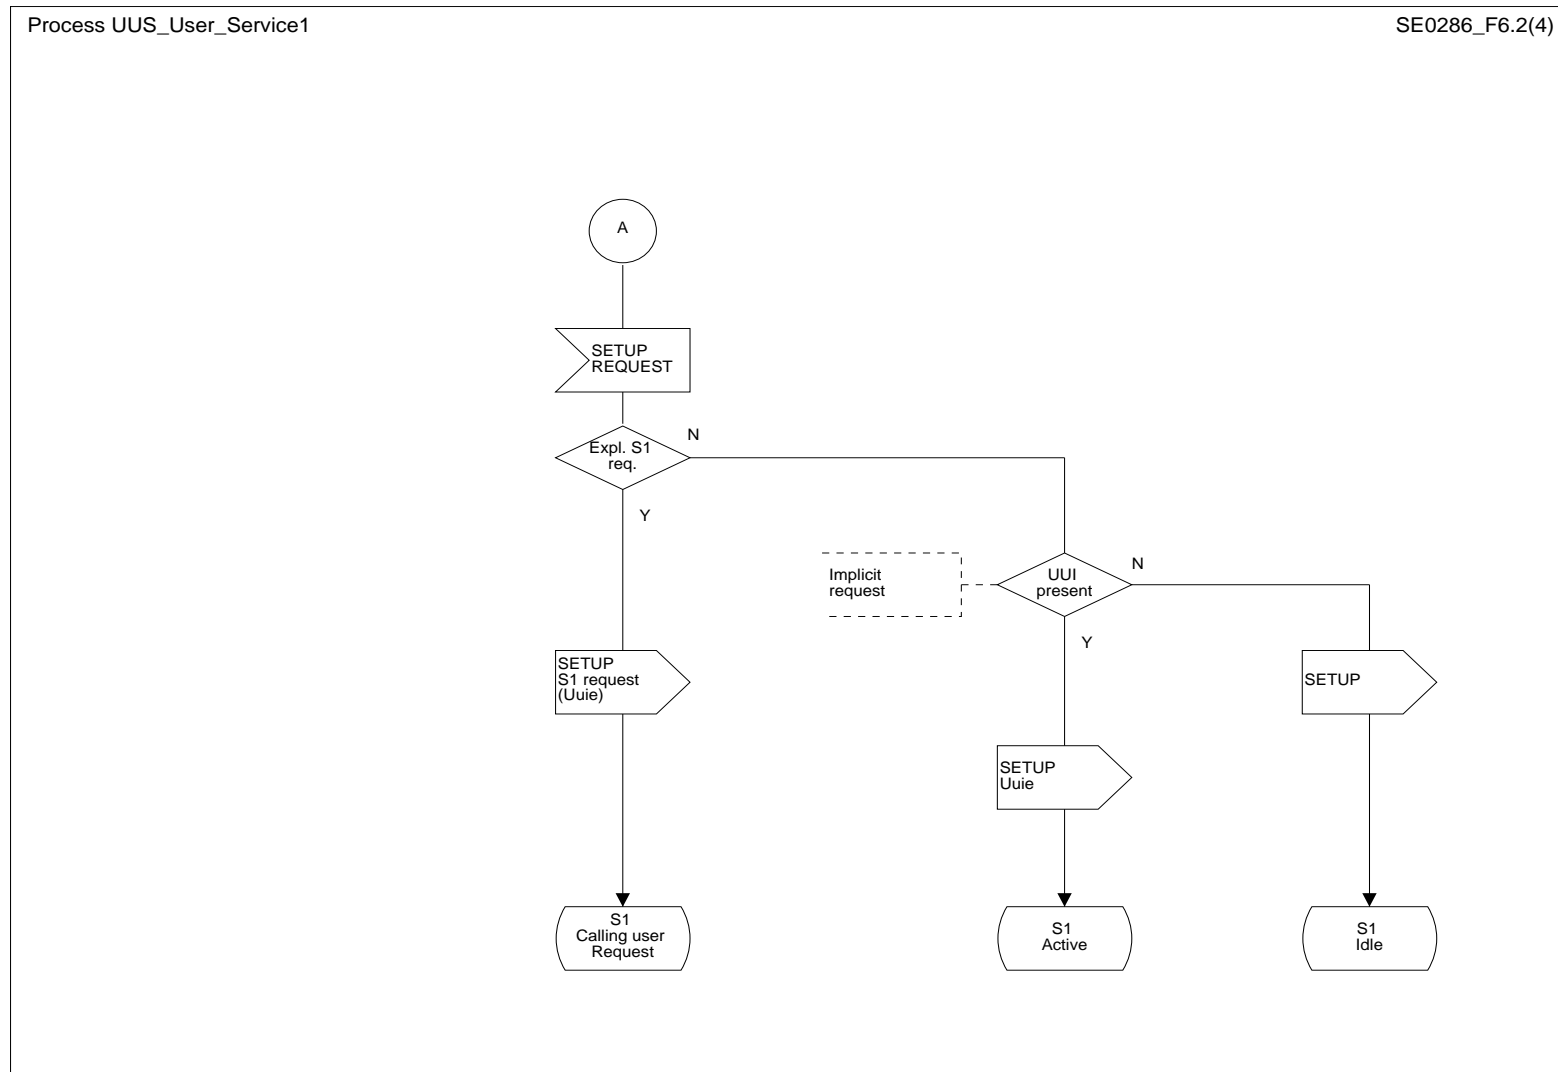 Process UUS_User_Service1
SE0286_F6.2(4)
A
SETUP
REQUEST
Expl. S1
req.
N
Y
Implicit
request
UUI
present
N
Y
SETUP
S1 request
(Uuie)
SETUP
SETUP
Uuie
S1
Calling user
Request
S1
Active
S1
Idle